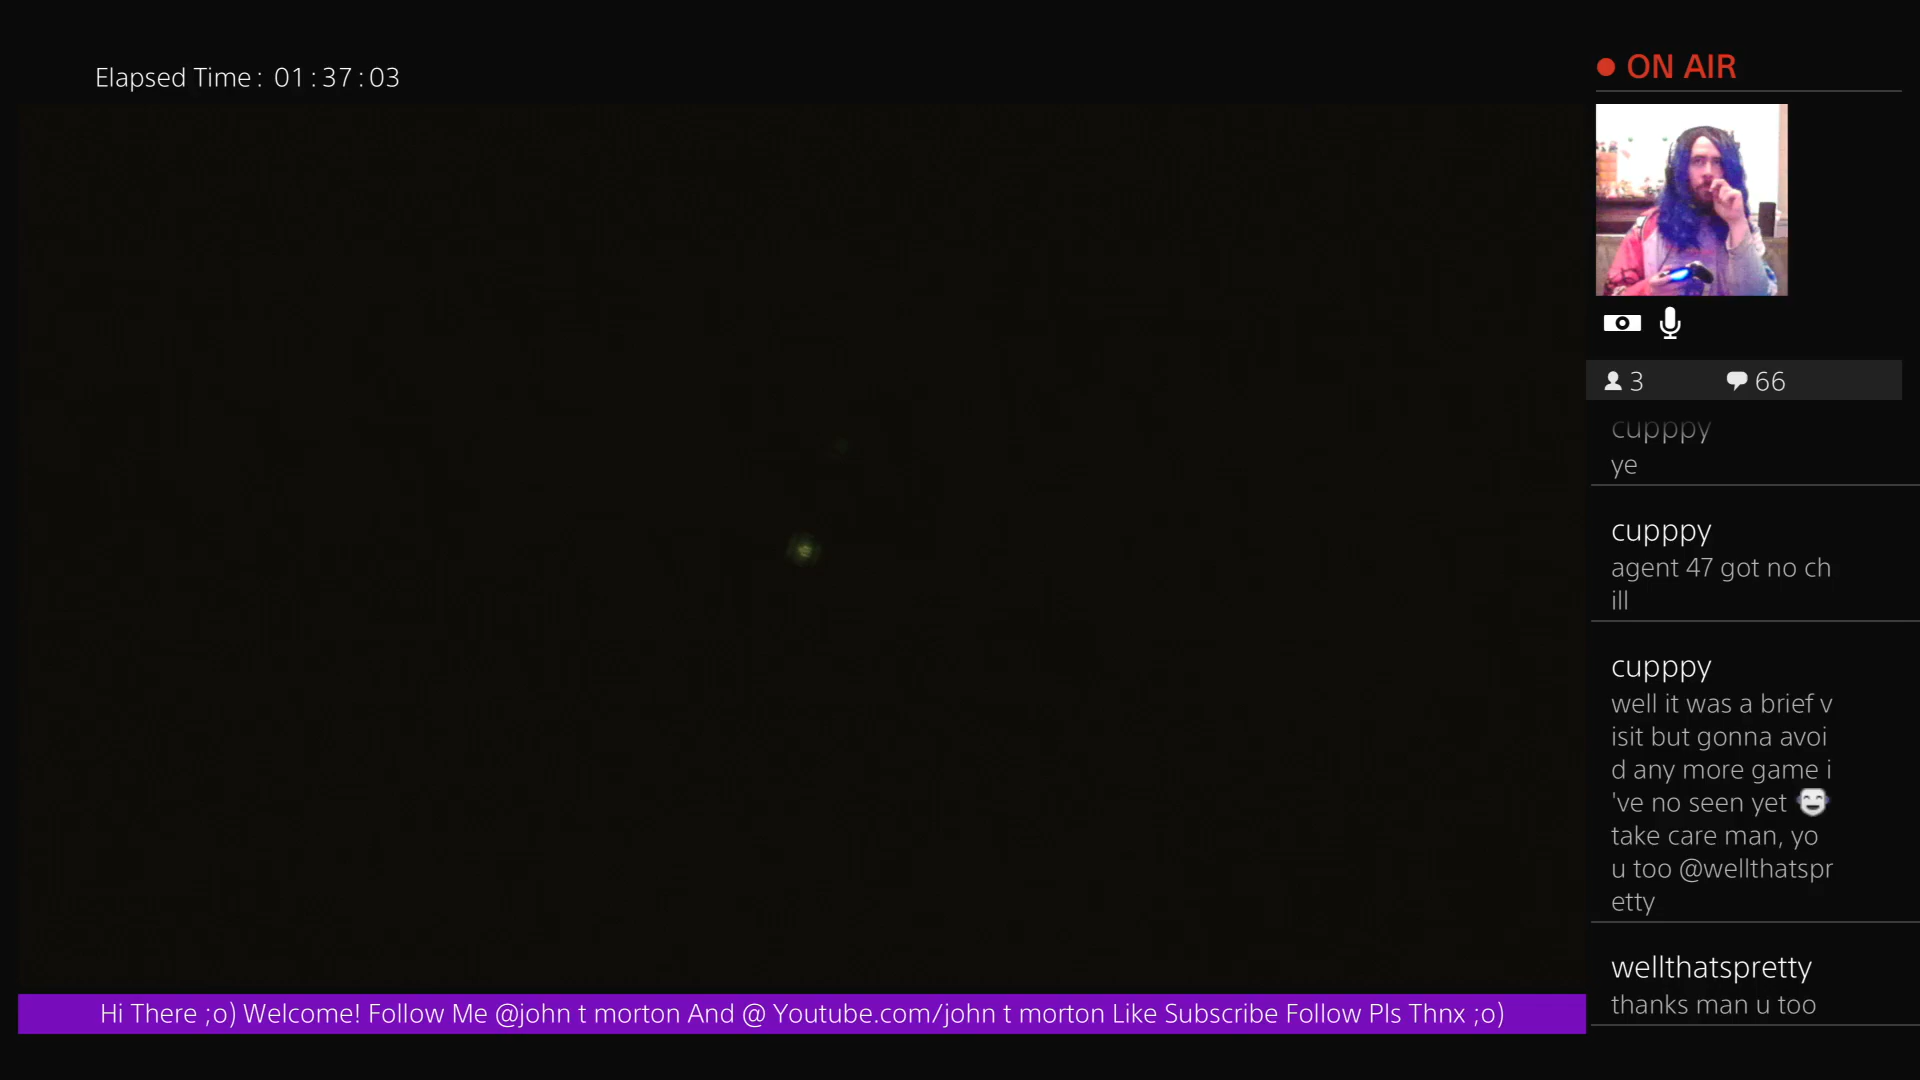 Elapsed Time: 01:37:03
ON AIR
3 66
cupppy
ye
cupppy
agent 47 got no ch
ill
cupppy
well it was a brief v
isit but gonna avoi
d any more game i
've no seen yet
take care man, yo
u too @wellthatspr
etty
wellthatspretty
thanks man u too
Hi There ;o) Welcome! Follow Me @john t morton And @ Youtube.com/john t morton Like Subscribe Follow Pls Thnx ;o)